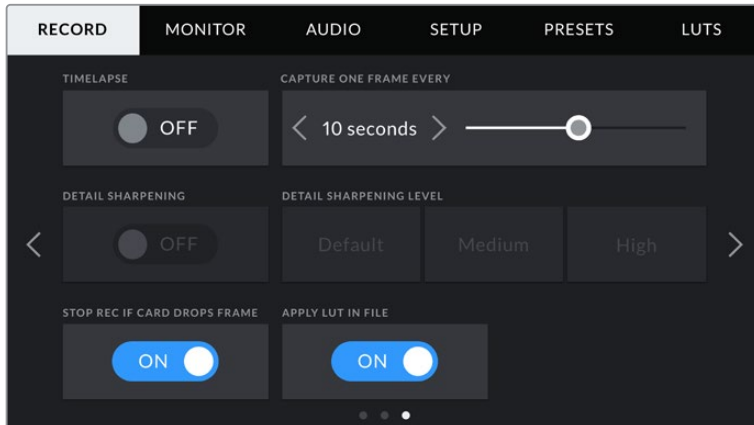 RECORD MONITOR AUDIO SETUP PRESETS LUTS
TIMELAPSE CAPTURE ONE FRAME EVERY
OFF 10 seconds
DETAIL SHARPENING DETAIL SHARPENING LEVEL
OFF Default Medium High
STOP REC IF CARD DROPS FRAME APPLY LUT IN FILE
ON ON